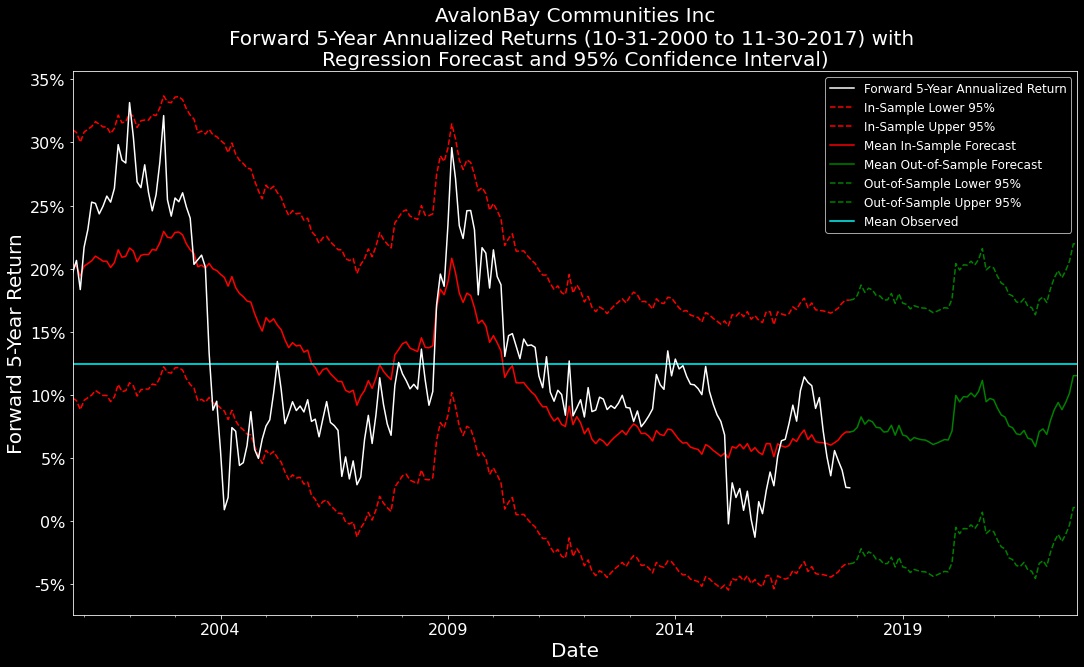 AvalonBay Communities Inc
Forward 5-Year Annualized Returns (10-31-2000 to 11-30-2017) with
Regression Forecast and 95% Confidence Interval)
35%
30%
25%
20%
15%
10%
5%
0%
-5%
Forward 5-Year Return
Forward 5-Year Annualized Return
In-Sample Lower 95%
In-Sample Upper 95%
Mean In-Sample Forecast
Mean Out-of-Sample Forecast
Out-of-Sample Lower 95%
Out-of-Sample Upper 95%
Mean Observed
2004
2009
2014
2019
Date